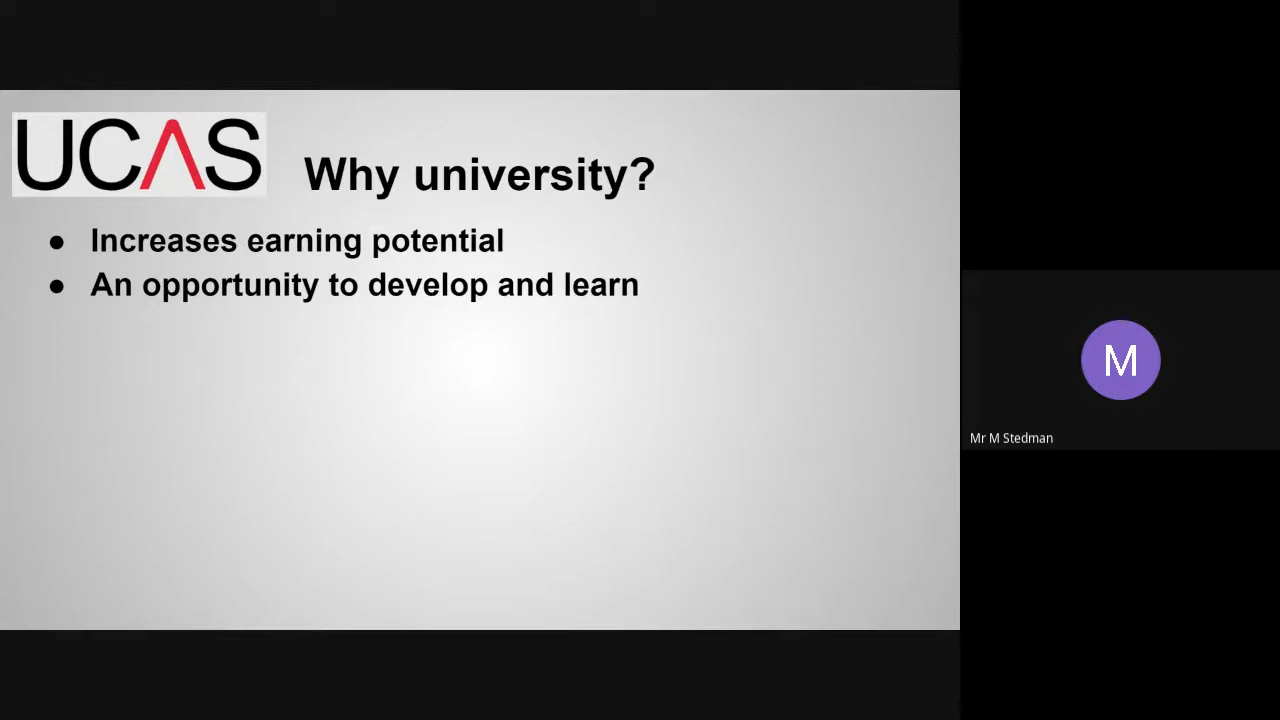 UCAS
Why university?
● Increases earning potential
● An opportunity to develop and learn
M
Mr M Stedman